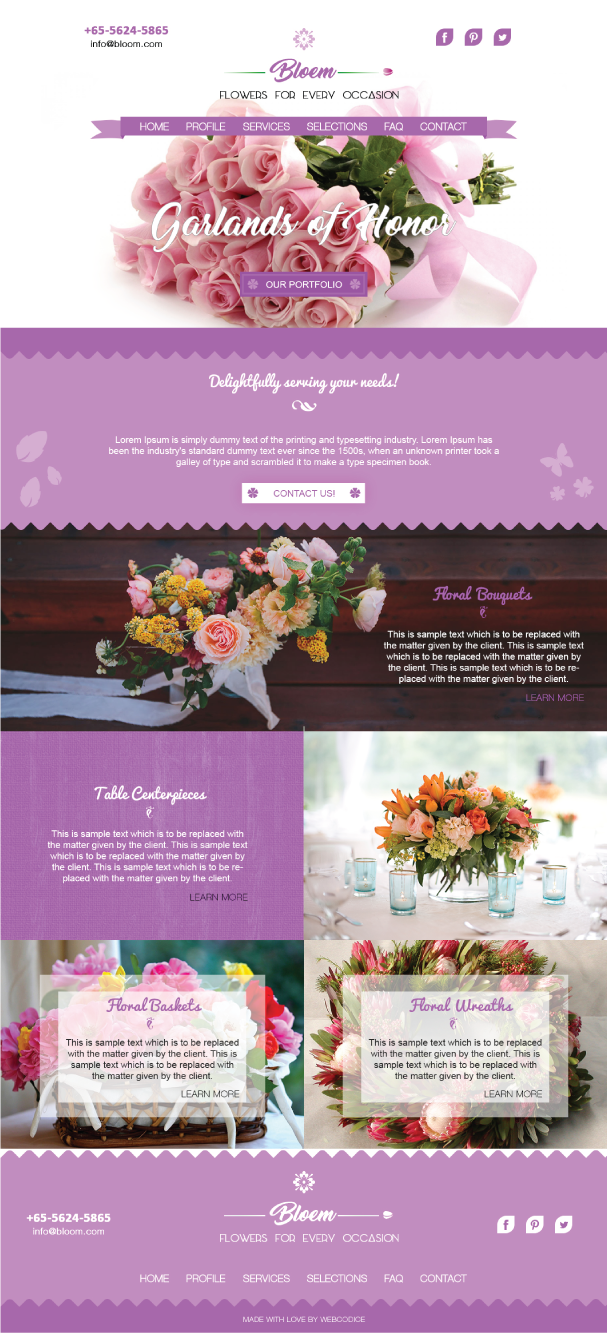 +65-5624-5865
info@bloom.com
Bloem
FLOWERS FOR EVERY OCCASION
HOME PROFILE SERVICES SELECTIONS FAQ CONTACT
Garlands of Honor
OUR PORTFOLIO
Delightfully serving your needs!
Lorem Ipsum is simply dummy text of the printing and typesetting industry. Lorem Ipsum has
been the industry's standard dummy text ever since the 1500s, when an unknown printer took a
galley of type and scrambled it to make a type specimen book.
CONTACT US!
Floral Bouquets
This is sample text which is to be replaced with
the matter given by the client. This is sample text
which is to be replaced with the matter given by
the client. This is sample text which is to be re-
placed with the matter given by the client.
LEARN MORE
Table Centerpieces
This is sample text which is to be replaced with
the matter given by the client. This is sample text
which is to be replaced with the matter given by
the client. This is sample text which is to be re-
placed with the matter given by the client.
LEARN MORE
Floral Baskets
This is sample text which is to be replaced
with the matter given by the client. This is
sample text which is to be replaced with
the matter given by the client.
LEARN MORE
Floral Wreaths
This is sample text which is to be replaced
with the matter given by the client. This is
sample text which is to be replaced with
the matter given by the client.
LEARN MORE
+65-5624-5865
info@bloom.com
Bloem
FLOWERS FOR EVERY OCCASION
HOME PROFILE SERVICES SELECTIONS FAQ CONTACT
MADE WITH LOVE BY WEBCODICE